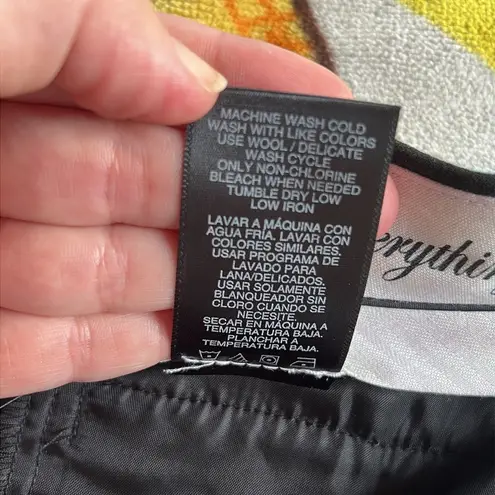 MACHINE WASH COLD
WASH WITH LIKE COLORS
USE WOOL / DELICATE
WASH CYCLE
ONLY NON-CHLORINE
BLEACH WHEN NEEDED
TUMBLE DRY LOW
LOW IRON
LAVAR A MÁQUINA CON
AGUA FRÍA. LAVAR CON
COLORES SIMILARES.
USAR PROGRAMA DE
LAVADO PARA
LANA/DELICADOS.
USAR SOLAMENTE
BLANQUEADOR SIN
CLORO CUANDO SE
NECESITE.
SECAR EN MÁQUINA A
TEMPERATURA BAJA.
PLANCHAR A
TEMPERATURA BAJA.